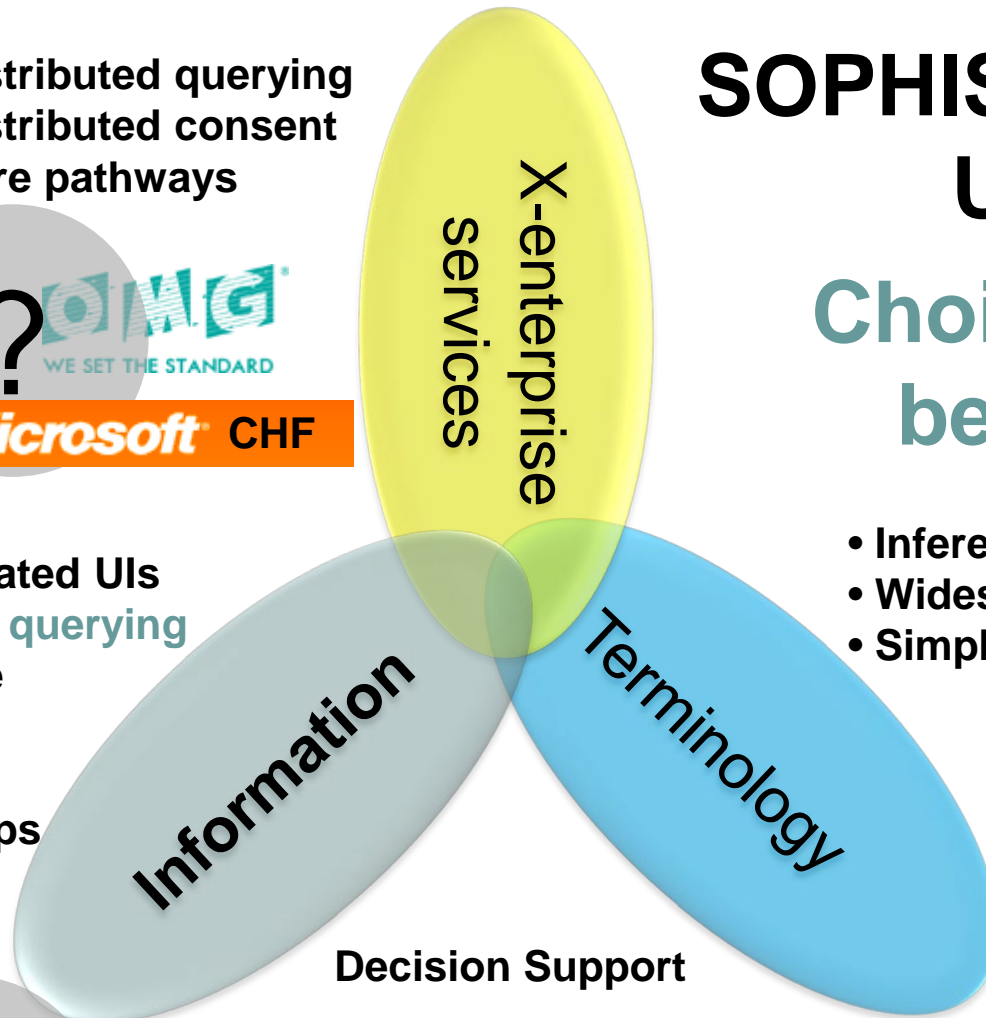 stributed querying
stributed consent
re pathways
?
OMG
WE SET THE STANDARD
icrosoft CHF
ated UIs
querying
e
ps
X-enterprise
services
Information
Terminology
Decision Support
SOPHIS
U
Choi
be
• Infere
• Wides
• Simpl